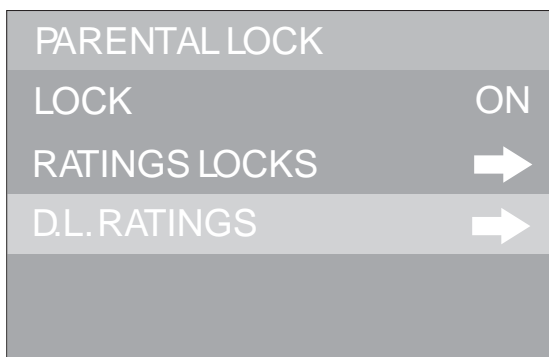 PARENTAL LOCK
LOCK ON
RATINGS LOCKS
D.L. RATINGS